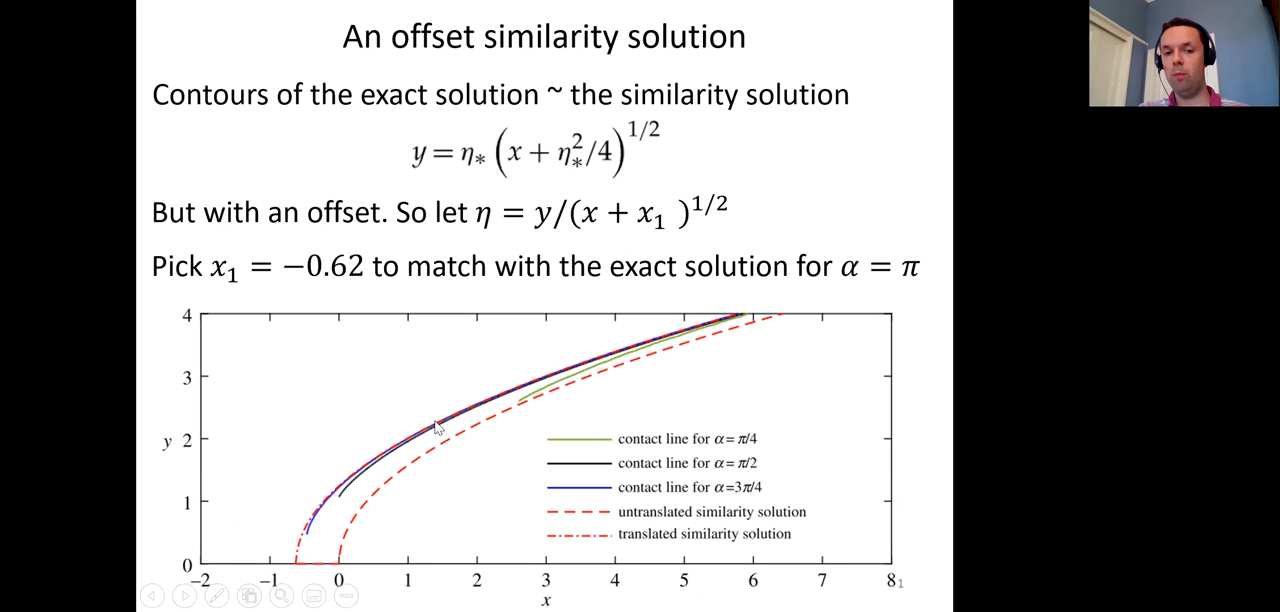 An offset similarity solution
Contours of the exact solution ~ the similarity solution
y = η* (x + η*²/4)^1/2
But with an offset. So let η = y/(x + x₁ )^1/2
Pick x₁ = −0.62 to match with the exact solution for α = π
4
3
y 2
1
0
contact line for α= π/4
contact line for α= π/2
contact line for α=3π/4
untranslated similarity solution
translated similarity solution
−2 −1 0 1 2 3 4 5 6 7 8 1
x